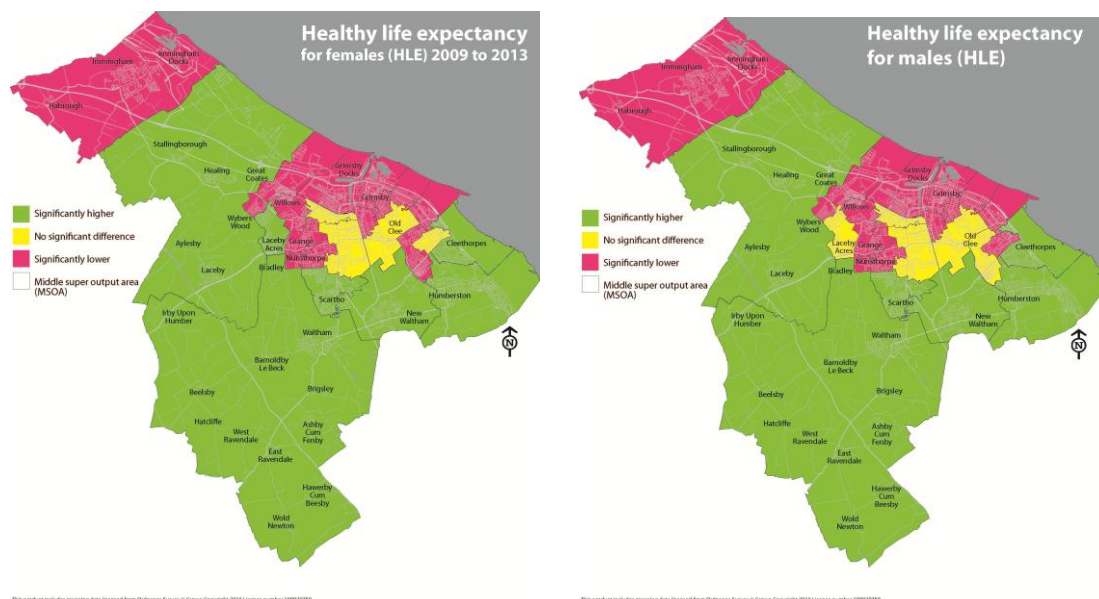 Healthy life expectancy
for females (HLE) 2009 to 2013
Immingham
Docks
Immingham
Habrough
Stallingborough
Healing
Great
Coates
Grimsby
Docks
Willows
Grimsby
Significantly higher
No significant difference
Significantly lower
Middle super output area
(MSOA)
Wybers
Wood
Old
Clee
Cleethorpes
Aylesby
Laceby
Acres
Grange
Nunsthorpe
Laceby
Bradley
Scartho
Humberston
Irby Upon
Humber
New
Waltham
Waltham
N
Barnoldby
Le Beck
Beelsby
Brigsley
Hatcliffe
West
Ravendale
Ashby
Cum
Fenby
East
Ravendale
Hawerby
Cum
Beesby
Wold
Newton
Healthy life expectancy
for males (HLE)
Immingham
Docks
Immingham
Habrough
Stallingborough
Healing
Great
Coates
Grimsby
Docks
Willows
Grimsby
Significantly higher
No significant difference
Significantly lower
Middle super output area
(MSOA)
Wybers
Wood
Old
Clee
Cleethorpes
Aylesby
Laceby
Acres
Grange
Nunsthorpe
Laceby
Bradley
Scartho
Humberston
Irby Upon
Humber
New
Waltham
Waltham
N
Barnoldby
Le Beck
Beelsby
Brigsley
Hatcliffe
West
Ravendale
Ashby
Cum
Fenby
East
Ravendale
Hawerby
Cum
Beesby
Wold
Newton